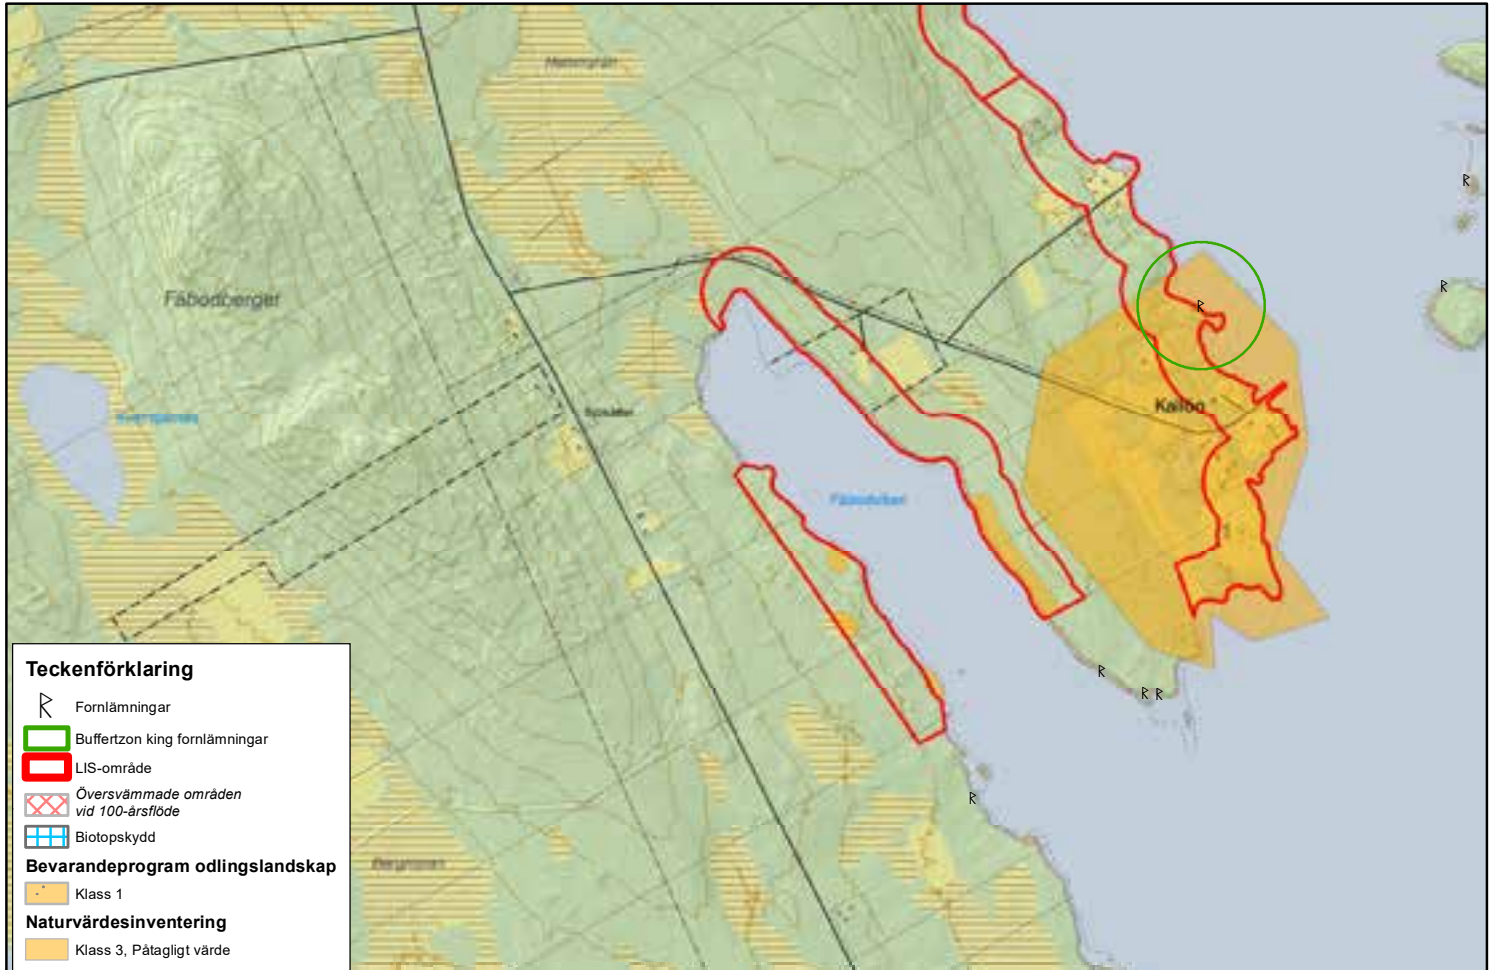 Fäbodberget
Fäbodviken
Kallön
R
R
R
R
R
R
R
Teckenförklaring
R Fornlämningar
Buffertzon king fornlämningar
LIS-område
Översvämmade områden
vid 100-årsflöde
Biotopskydd
Bevarandeprogram odlingslandskap
Klass 1
Naturvärdesinventering
Klass 3, Påtagligt värde